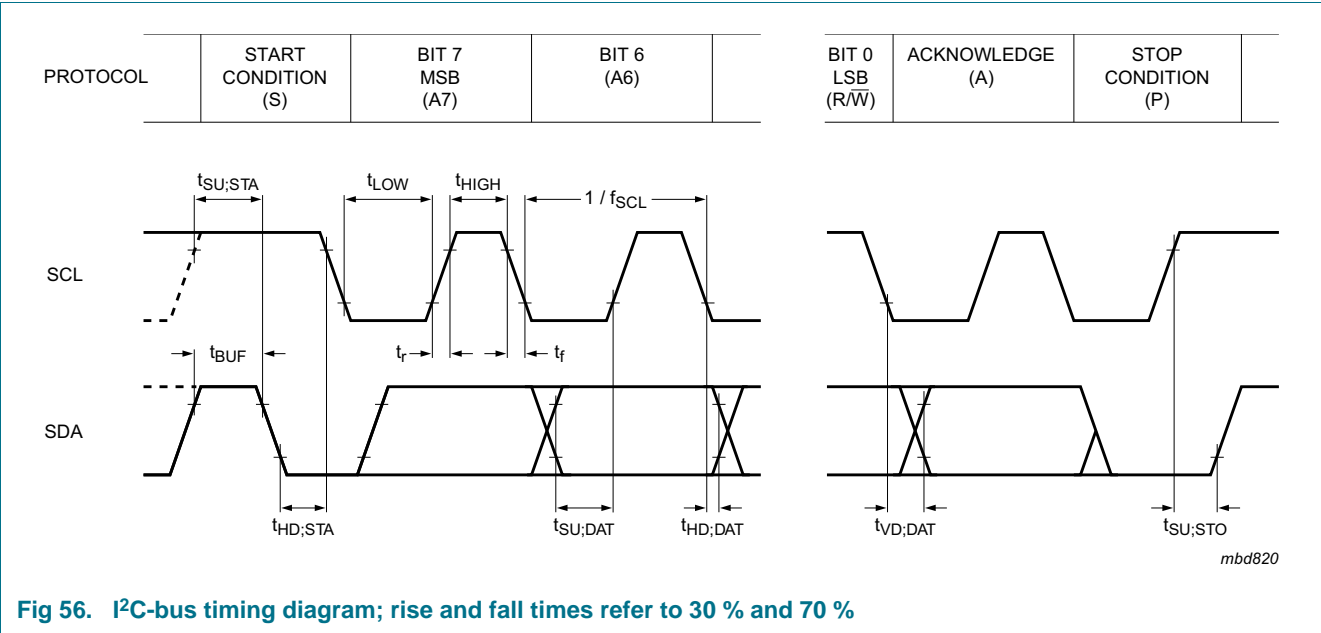 PROTOCOL
START
CONDITION
(S)
BIT 7
MSB
(A7)
BIT 6
(A6)
BIT 0
LSB
(R/W̅)
ACKNOWLEDGE
(A)
STOP
CONDITION
(P)
tSU;STA
tLOW
tHIGH
1 / fSCL
SCL
tBUF
tr
tf
SDA
tHD;STA
tSU;DAT
tHD;DAT
tVD;DAT
tSU;STO
mbd820
Fig 56. I²C-bus timing diagram; rise and fall times refer to 30 % and 70 %